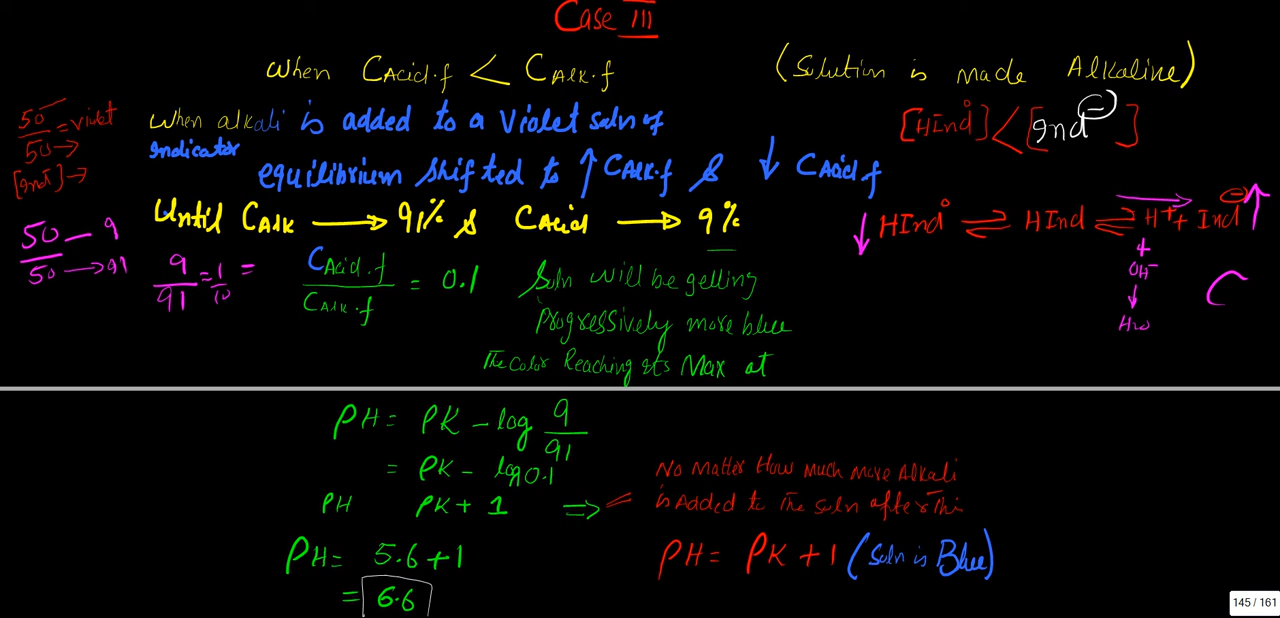 Case III
When CAcid.f < CAlk.f (Solution is made Alkaline)
50/50 = violet
[Ind-] →
When alkali is added to a Violet soln of
indicator
[HInd°] < [Ind⊖]
equilibrium shifted to ↑ CAlk.f & ↓ CAcid.f
Until CAlk → 91% & CAcid → 9%
↓ HInd° ⇌ HInd ⇌ H+ + Ind⊖ ↑
+
OH-
↓
H2O
50 — 9
50 → 91
9/91 = 1/10 =
CAcid.f / CAlk.f = 0.1
Soln will be getting
Progressively more blue
The Color Reaching its Max at
PH = PK - log 9/91
= PK - log 0.1
PH PK + 1 ⇒
PH = 5.6 + 1
= 6.6
No Matter How much more Alkali
is Added to The Soln after This
PH = PK + 1 (Soln is Blue)
145 / 161